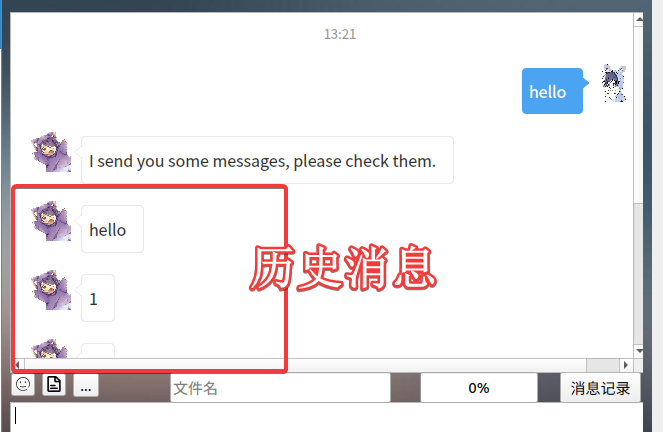 13:21
hello
I send you some messages, please check them.
hello
历史消息
1
...
文件名
0%
消息记录